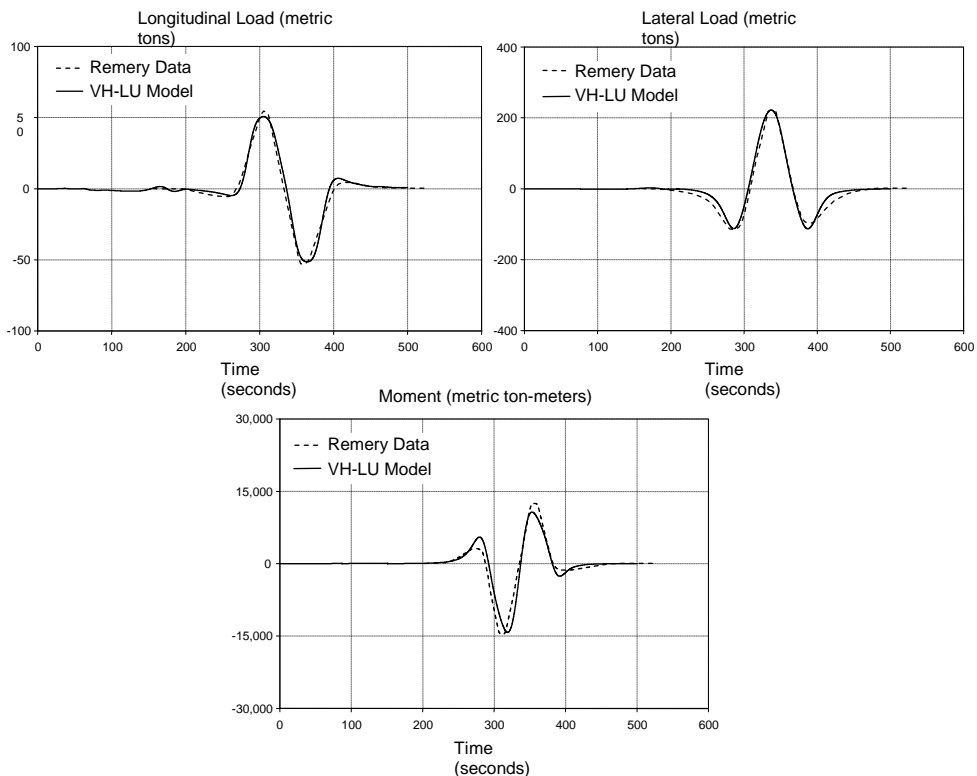 Longitudinal Load (metric
tons)
100
5
0
0
-50
-100
Remery Data
VH-LU Model
0 100 200 300 400 500 600
Time
(seconds)
Lateral Load (metric
tons)
400
200
0
-200
-400
Remery Data
VH-LU Model
0 100 200 300 400 500 600
Time
(seconds)
Moment (metric ton-meters)
30,000
15,000
0
-15,000
-30,000
Remery Data
VH-LU Model
0 100 200 300 400 500 600
Time
(seconds)